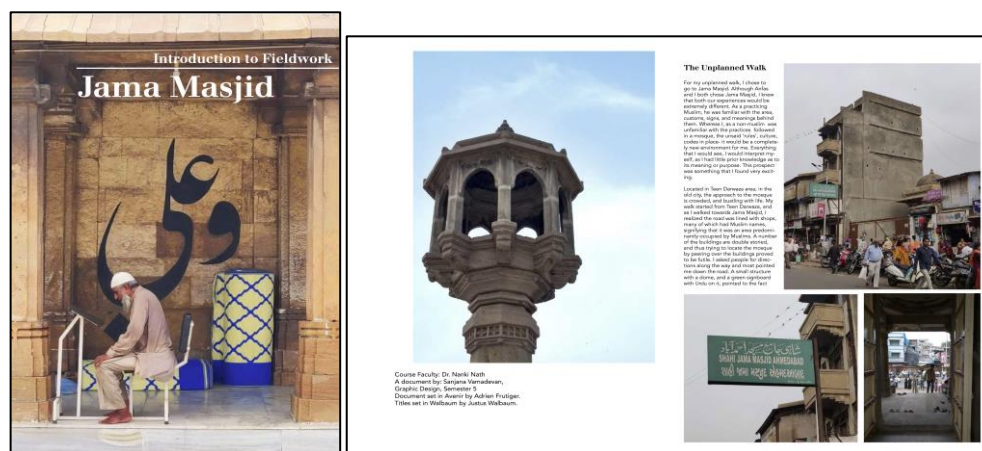 Introduction to Fieldwork
Jama Masjid
Course Faculty: Dr. Nanki Nath
A document by: Sanjana Vamadevan,
Graphic Design, Semester 5
Document set in Avenir by Adrien Frutiger.
Titles set in Walbaum by Justus Walbaum.
The Unplanned Walk
For my unplanned walk, I chose to
go to Jama Masjid. Although
and I both chose Jama Masjid, I knew
that both our experiences would be
extremely different. As a practicing
Muslim, he was familiar with the area,
customs, signs, and meanings behind
them. Whereas I, as a non-muslim was
unfamiliar with the practices followed
in a mosque, the unsaid 'rules', culture,
codes in place- it would be a complete-
ly new environment for me. Everything
that I would see, I would interpret my-
self, as I had little prior knowledge as to
its meaning or purpose. This prospect
was something that I found very excit-
ing.
Located in Teen Darwaza area, in the
old city, the approach to the mosque
is crowded, and bustling with life. My
walk started from Teen Darwaza, and
as I walked towards Jama Masjid, I
realized the road was lined with shops,
many of which had Muslim names,
signifying that it was an area predomi-
nantly occupied by Muslims. A number
of the buildings are double storied,
and thus trying to locate the mosque
by peering over the buildings proved
to be futile. I asked people for direc-
tions along the way and most pointed
me down the road. A small structure
with a dome, and a green signboard
with Urdu on it, pointed to the fact
SHAHI JAMA MASJID AHMEDABAD